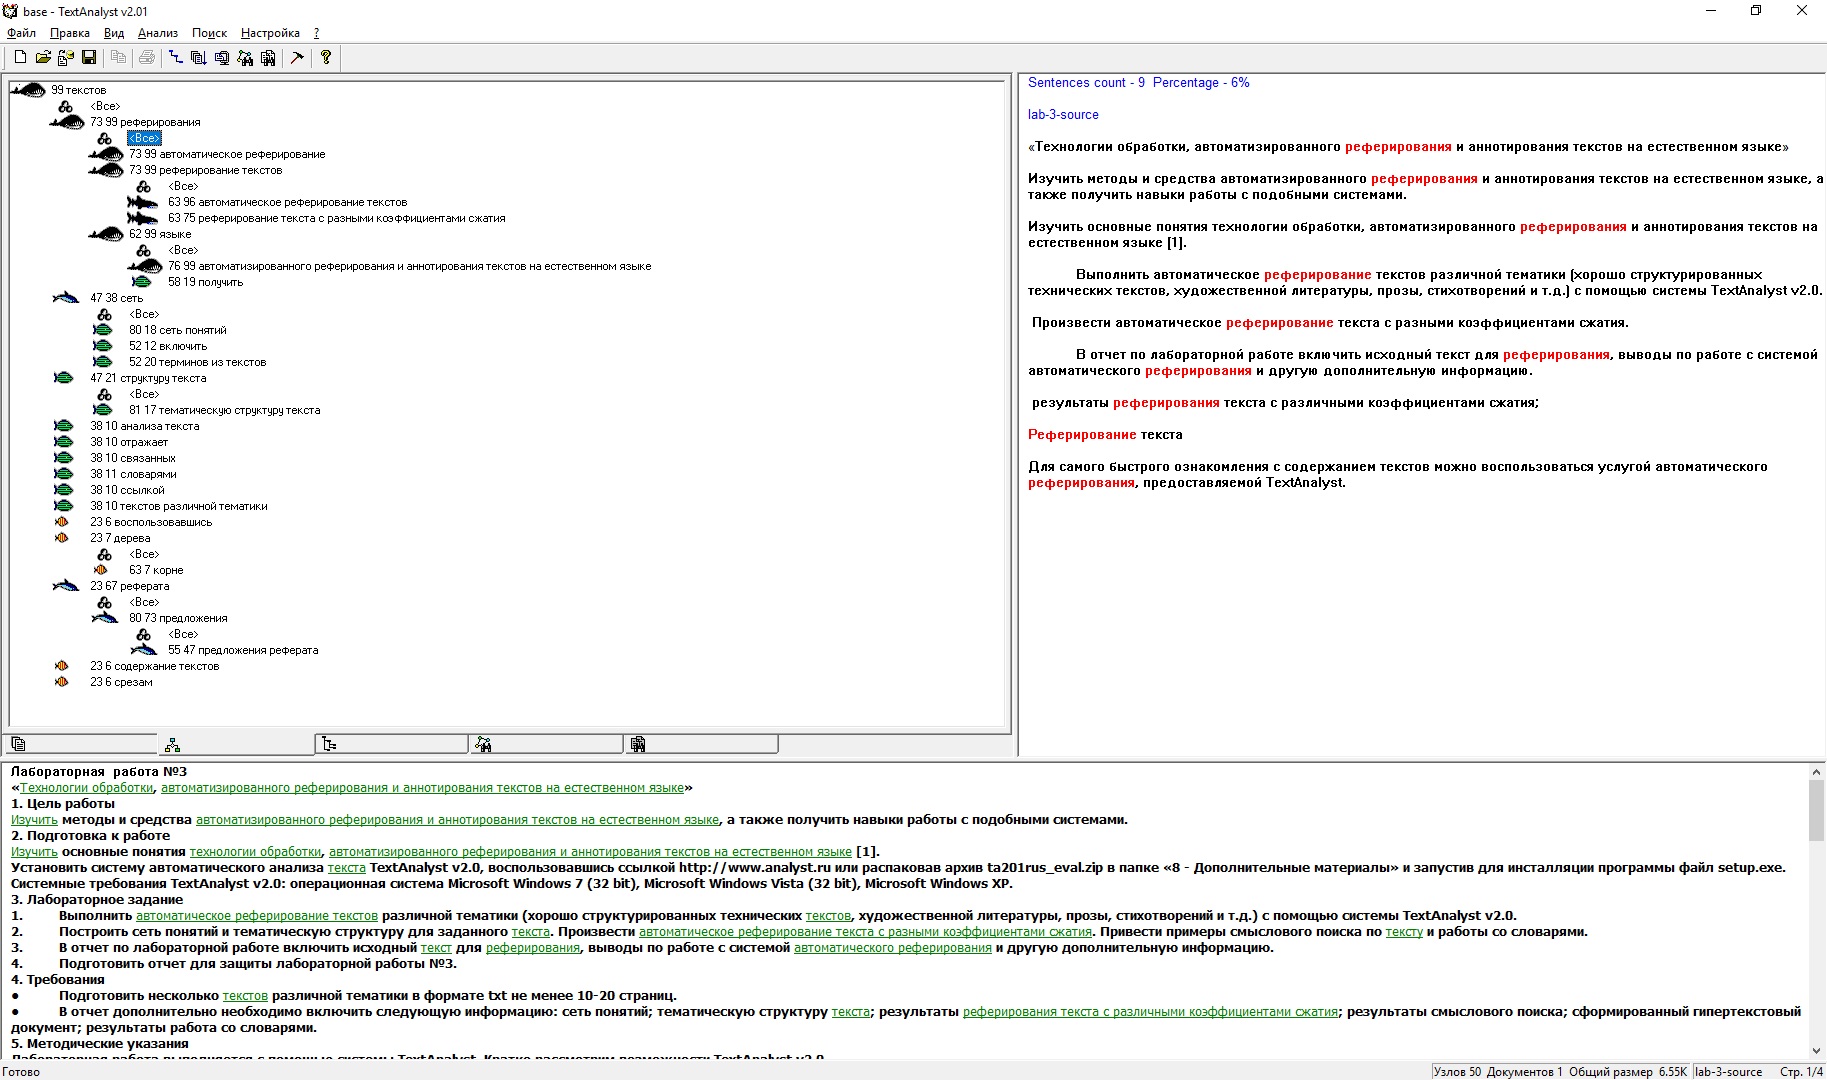 base - TextAnalyst v2.01
Файл Правка Вид Анализ Поиск Настройка ?
99 текстов
<Все>
73 99 реферирования
<Все>
73 99 автоматическое реферирование
73 99 реферирование текстов
<Все>
63 96 автоматическое реферирование текстов
63 75 реферирование текста с разными коэффициентами сжатия
62 99 языке
<Все>
76 99 автоматизированного реферирования и аннотирования текстов на естественном языке
58 19 получить
47 38 сеть
<Все>
80 18 сеть понятий
52 12 включить
52 20 терминов из текстов
47 21 структуру текста
<Все>
81 17 тематическую структуру текста
38 10 анализа текста
38 10 отражает
38 10 связанных
38 11 словарями
38 10 ссылкой
38 10 текстов различной тематики
23 6 воспользовавшись
23 7 дерева
<Все>
63 7 корне
23 67 реферата
<Все>
80 73 предложения
<Все>
55 47 предложения реферата
23 6 содержание текстов
23 6 срезам
Sentences count - 9 Percentage - 6%
lab-3-source
«Технологии обработки, автоматизированного реферирования и аннотирования текстов на естественном языке»
Изучить методы и средства автоматизированного реферирования и аннотирования текстов на естественном языке, а
также получить навыки работы с подобными системами.
Изучить основные понятия технологии обработки, автоматизированного реферирования и аннотирования текстов на
естественном языке [1].
Выполнить автоматическое реферирование текстов различной тематики (хорошо структурированных
технических текстов, художественной литературы, прозы, стихотворений и т.д.) с помощью системы TextAnalyst v2.0.
Произвести автоматическое реферирование текста с разными коэффициентами сжатия.
В отчет по лабораторной работе включить исходный текст для реферирования, выводы по работе с системой
автоматического реферирования и другую дополнительную информацию.
результаты реферирования текста с различными коэффициентами сжатия;
Реферирование текста
Для самого быстрого ознакомления с содержанием текстов можно воспользоваться услугой автоматического
реферирования, предоставляемой TextAnalyst.
Лабораторная работа №3
«Технологии обработки, автоматизированного реферирования и аннотирования текстов на естественном языке»
1. Цель работы
Изучить методы и средства автоматизированного реферирования и аннотирования текстов на естественном языке, а также получить навыки работы с подобными системами.
2. Подготовка к работе
Изучить основные понятия технологии обработки, автоматизированного реферирования и аннотирования текстов на естественном языке [1].
Установить систему автоматического анализа текста TextAnalyst v2.0, воспользовавшись ссылкой http://www.analyst.ru или распаковав архив ta201rus_eval.zip в папке «8 - Дополнительные материалы» и запустив для инсталляции программы файл setup.exe.
Системные требования TextAnalyst v2.0: операционная система Microsoft Windows 7 (32 bit), Microsoft Windows Vista (32 bit), Microsoft Windows XP.
3. Лабораторное задание
1. Выполнить автоматическое реферирование текстов различной тематики (хорошо структурированных технических текстов, художественной литературы, прозы, стихотворений и т.д.) с помощью системы TextAnalyst v2.0.
2. Построить сеть понятий и тематическую структуру для заданного текста. Произвести автоматическое реферирование текста с разными коэффициентами сжатия. Привести примеры смыслового поиска по тексту и работы со словарями.
3. В отчет по лабораторной работе включить исходный текст для реферирования, выводы по работе с системой автоматического реферирования и другую дополнительную информацию.
4. Подготовить отчет для защиты лабораторной работы №3.
4. Требования
● Подготовить несколько текстов различной тематики в формате txt не менее 10-20 страниц.
● В отчет дополнительно необходимо включить следующую информацию: сеть понятий; тематическую структуру текста; результаты реферирования текста с различными коэффициентами сжатия; результаты смыслового поиска; сформированный гипертекстовый
документ; результаты работа со словарями.
5. Методические указания
Лабораторная работа выполняется с помощью системы TextAnalyst. Кратко рассмотрим возможности TextAnalyst v2.0
Готово Узлов 50 Документов 1 Общий размер 6.55K lab-3-source Стр. 1/4